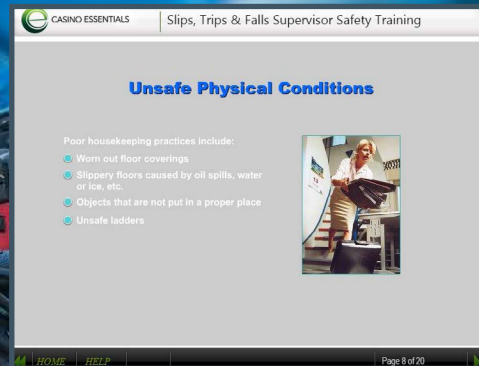 CASINO ESSENTIALS
Slips, Trips & Falls Supervisor Safety Training
Unsafe Physical Conditions
Poor housekeeping practices include:
Worn out floor coverings
Slippery floors caused by oil spills, water
or ice, etc.
Objects that are not put in a proper place
Unsafe ladders
HOME
HELP
Page 8 of 20